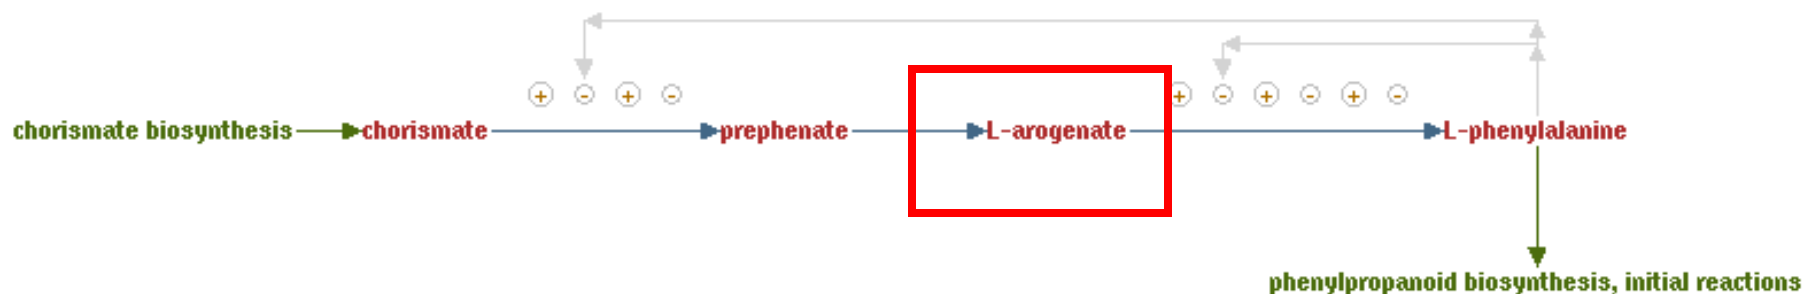 + - + - + - + - + -
chorismate biosynthesis chorismate prephenate L-arogenate L-phenylalanine
phenylpropanoid biosynthesis, initial reactions